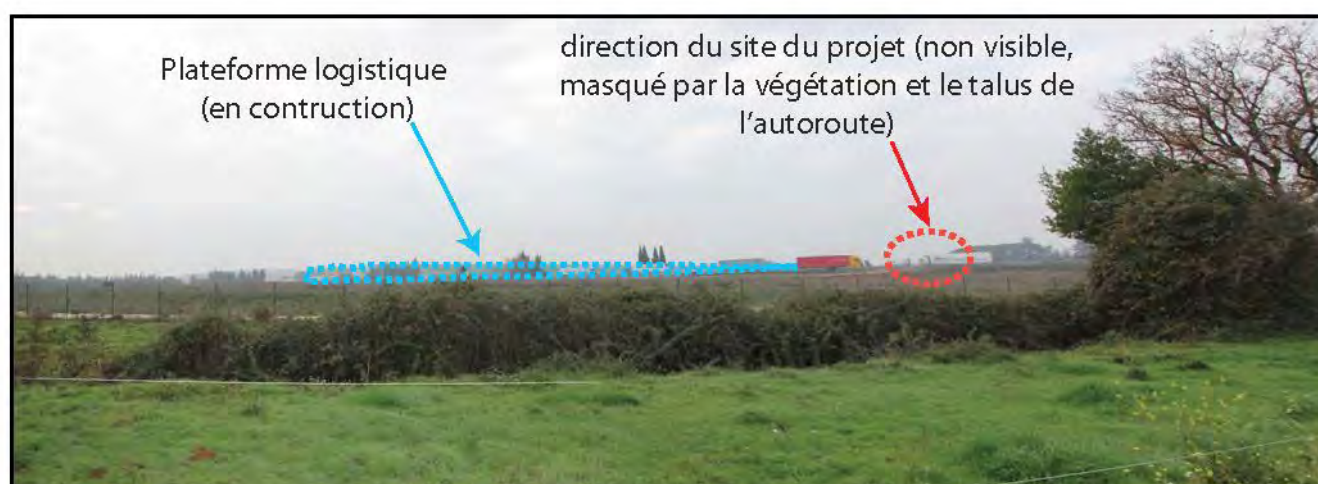 Plateforme logistique
(en contruction)
direction du site du projet (non visible,
masqué par la végétation et le talus de
l'autoroute)